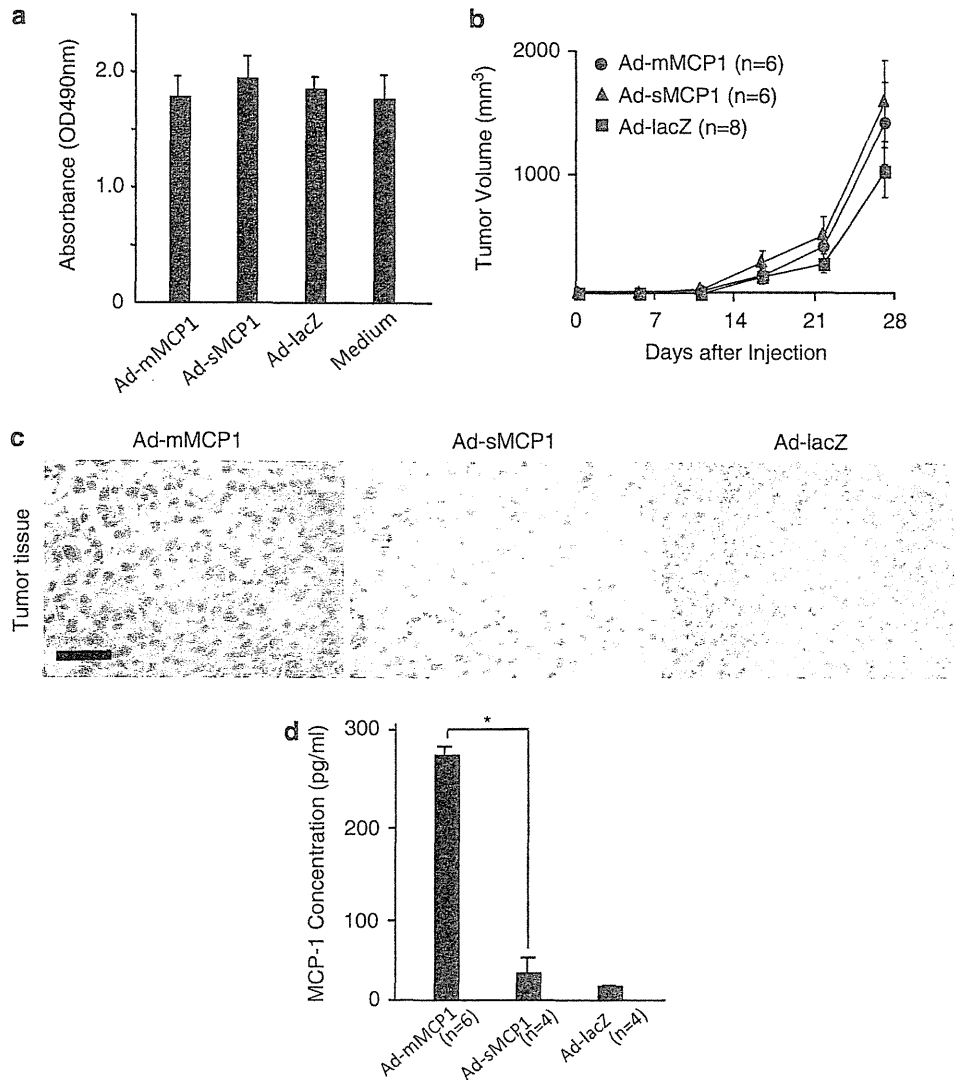 a
Absorbance (OD490nm)
2.0
1.0
0
Ad-mMCP1
Ad-sMCP1
Ad-lacZ
Medium
b
Tumor Volume (mm³)
2000
1000
Ad-mMCP1 (n=6)
Ad-sMCP1 (n=6)
Ad-lacZ (n=8)
0 7 14 21 28
Days after Injection
c
Ad-mMCP1 Ad-sMCP1 Ad-lacZ
Tumor tissue
d
MCP-1 Concentration (pg/ml)
300
200
100
0
*
Ad-mMCP1
(n=6)
Ad-sMCP1
(n=4)
Ad-lacZ
(n=4)